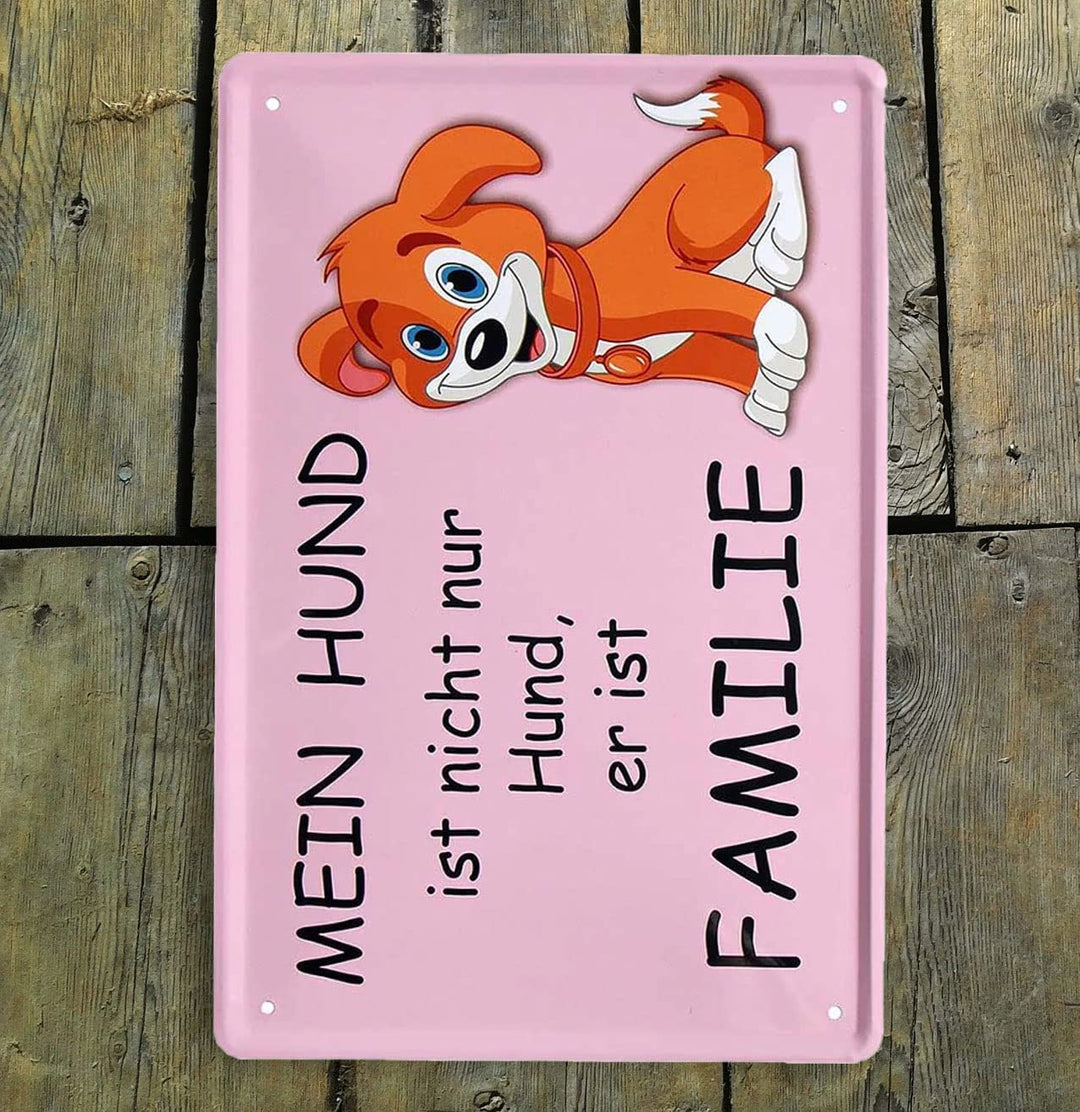 MEIN HUND
ist nicht nur
Hund,
er ist
FAMILIE